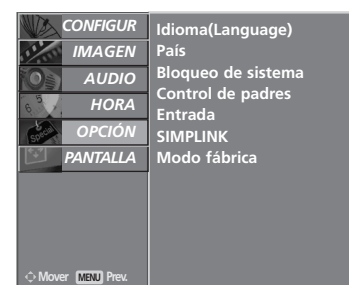 CONFIGUR
IMAGEN
AUDIO
HORA
OPCIÓN
PANTALLA
Idioma(Language)
País
Bloqueo de sistema
Control de padres
Entrada
SIMPLINK
Modo fábrica
Mover MENU Prev.